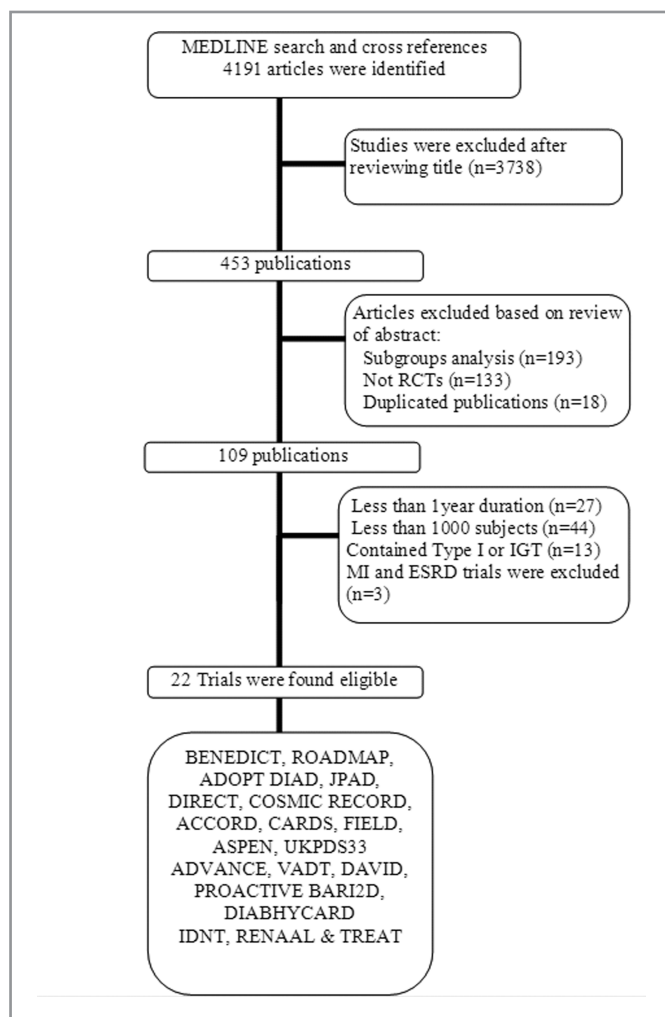 MEDLINE search and cross references
4191 articles were identified
Studies were excluded after
reviewing title (n=3738)
453 publications
Articles excluded based on review
of abstract:
Subgroups analysis (n=193)
Not RCTs (n=133)
Duplicated publications (n=18)
109 publications
Less than 1year duration (n=27)
Less than 1000 subjects (n=44)
Contained Type I or IGT (n=13)
MI and ESRD trials were excluded
(n=3)
22 Trials were found eligible
BENEDICT, ROADMAP,
ADOPT DIAD, JPAD,
DIRECT, COSMIC RECORD,
ACCORD, CARDS, FIELD,
ASPEN, UKPDS33
ADVANCE, VADT, DAVID,
PROACTIVE BARI2D,
DIABHYCARD
IDNT, RENAAL & TREAT